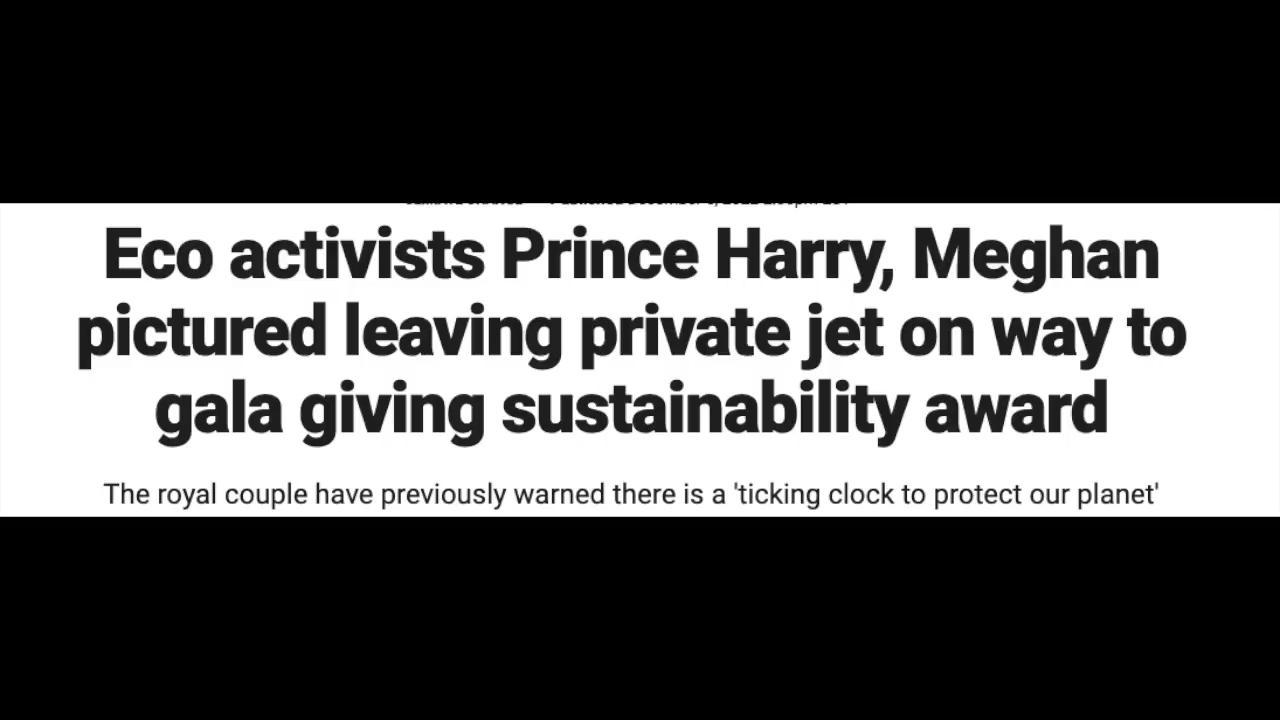 Eco activists Prince Harry, Meghan
pictured leaving private jet on way to
gala giving sustainability award
The royal couple have previously warned there is a 'ticking clock to protect our planet'